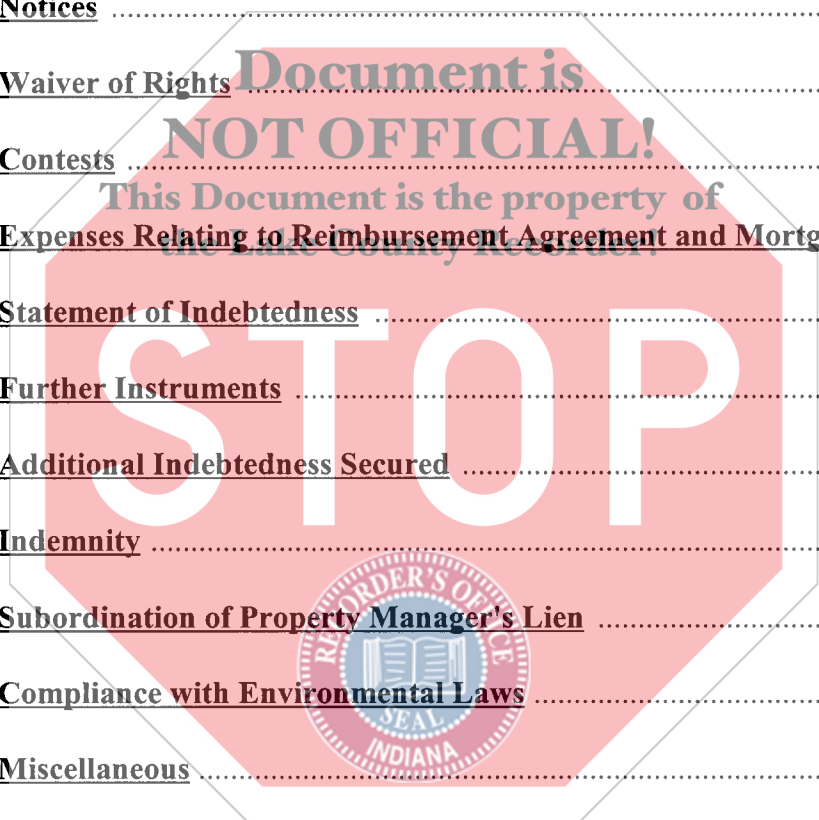 Notices ....................
Document is
Waiver of Rights ....................
NOT OFFICIAL!
Contests ....................
This Document is the property of
Expenses Relating to Reimbursement Agreement and Mortg
the Lake County Recorder!
Statement of Indebtedness ....................
STOP
Further Instruments ....................
Additional Indebtedness Secured ....................
Indemnity ....................
RECORDER'S OFFICE
Subordination of Property Manager's Lien ....................
Compliance with Environmental Laws ....................
SEAL
INDIANA
Miscellaneous ....................